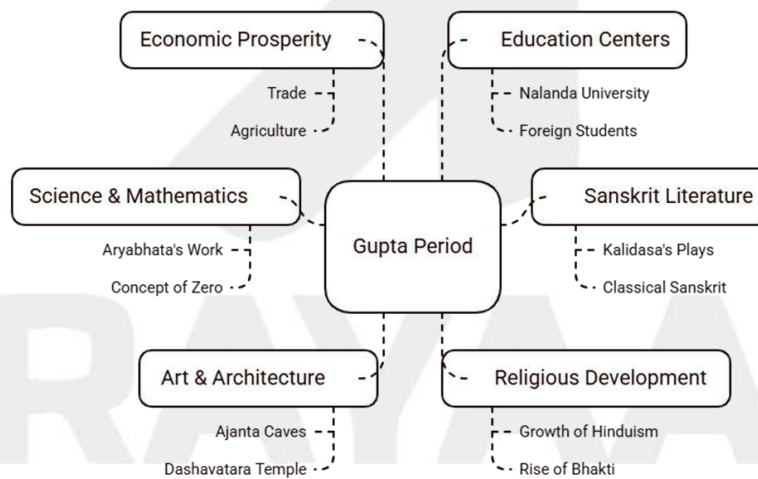 Economic Prosperity
Trade
Agriculture
Education Centers
Nalanda University
Foreign Students
Science & Mathematics
Aryabhata's Work
Concept of Zero
Gupta Period
Sanskrit Literature
Kalidasa's Plays
Classical Sanskrit
Art & Architecture
Ajanta Caves
Dashavatara Temple
Religious Development
Growth of Hinduism
Rise of Bhakti
RAYAA